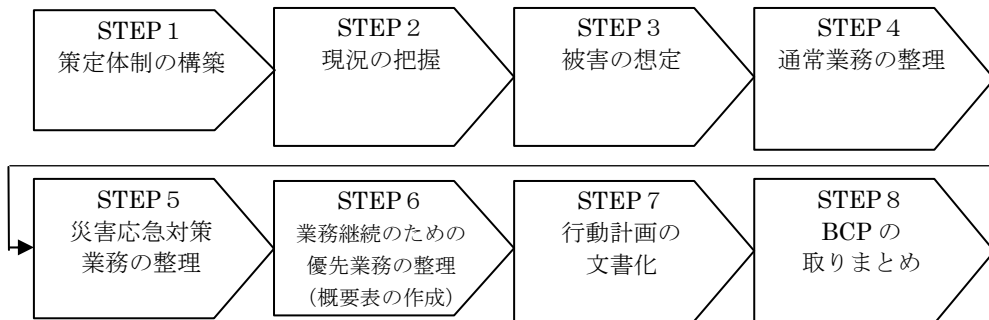 STEP１
策定体制の構築
STEP２
現況の把握
STEP３
被害の想定
STEP４
通常業務の整理
STEP５
災害応急対策
業務の整理
STEP６
業務継続のための
優先業務の整理
（概要表の作成）
STEP７
行動計画の
文書化
STEP８
BCP の
取りまとめ